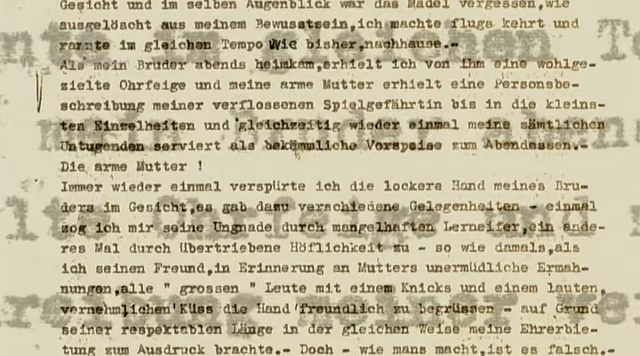 Gesicht und im selben Augenblick war das Mädel vergessen,wie
ausgelöscht aus meinem Bewusstsein,ich machte flugs kehrt und
rannte im gleichen Tempo wie bisher,nachhause.-
Als mein Bruder abends heimkam,erhielt ich von ihm eine wohlge-
zielte Ohrfeige und meine arme Mutter erhielt eine Personsbe-
schreibung meiner verflossenen Spielgefährtin bis in die kleins-
ten Einzelheiten und gleichzeitig wieder einmal meine sämtlichen
Untugenden serviert als bekömmliche Vorspeise zum Abendessen.-
Die arme Mutter !
Immer wieder einmal verspürte ich die lockere Hand meines Bru-
ders im Gesicht,es gab dazu verschiedene Gelegenheiten - einmal
zog ich mir seine Ungnade durch mangelhaften Lerneifer,ein ande-
res Mal durch übertriebene Höflichkeit zu - so wie damals,als
ich seinen Freund,in Erinnerung an Mutters unermüdliche Ermah-
nungen,alle " grossen " Leute mit einem Knicks und einem lauten,
vernehmlichen'Küss die Hand'freundlich zu begrüssen - auf Grund
seiner respektablen Länge in der gleichen Weise meine Ehrerbie-
tung zum Ausdruck brachte.- Doch - wie mans macht,ist es falsch.-